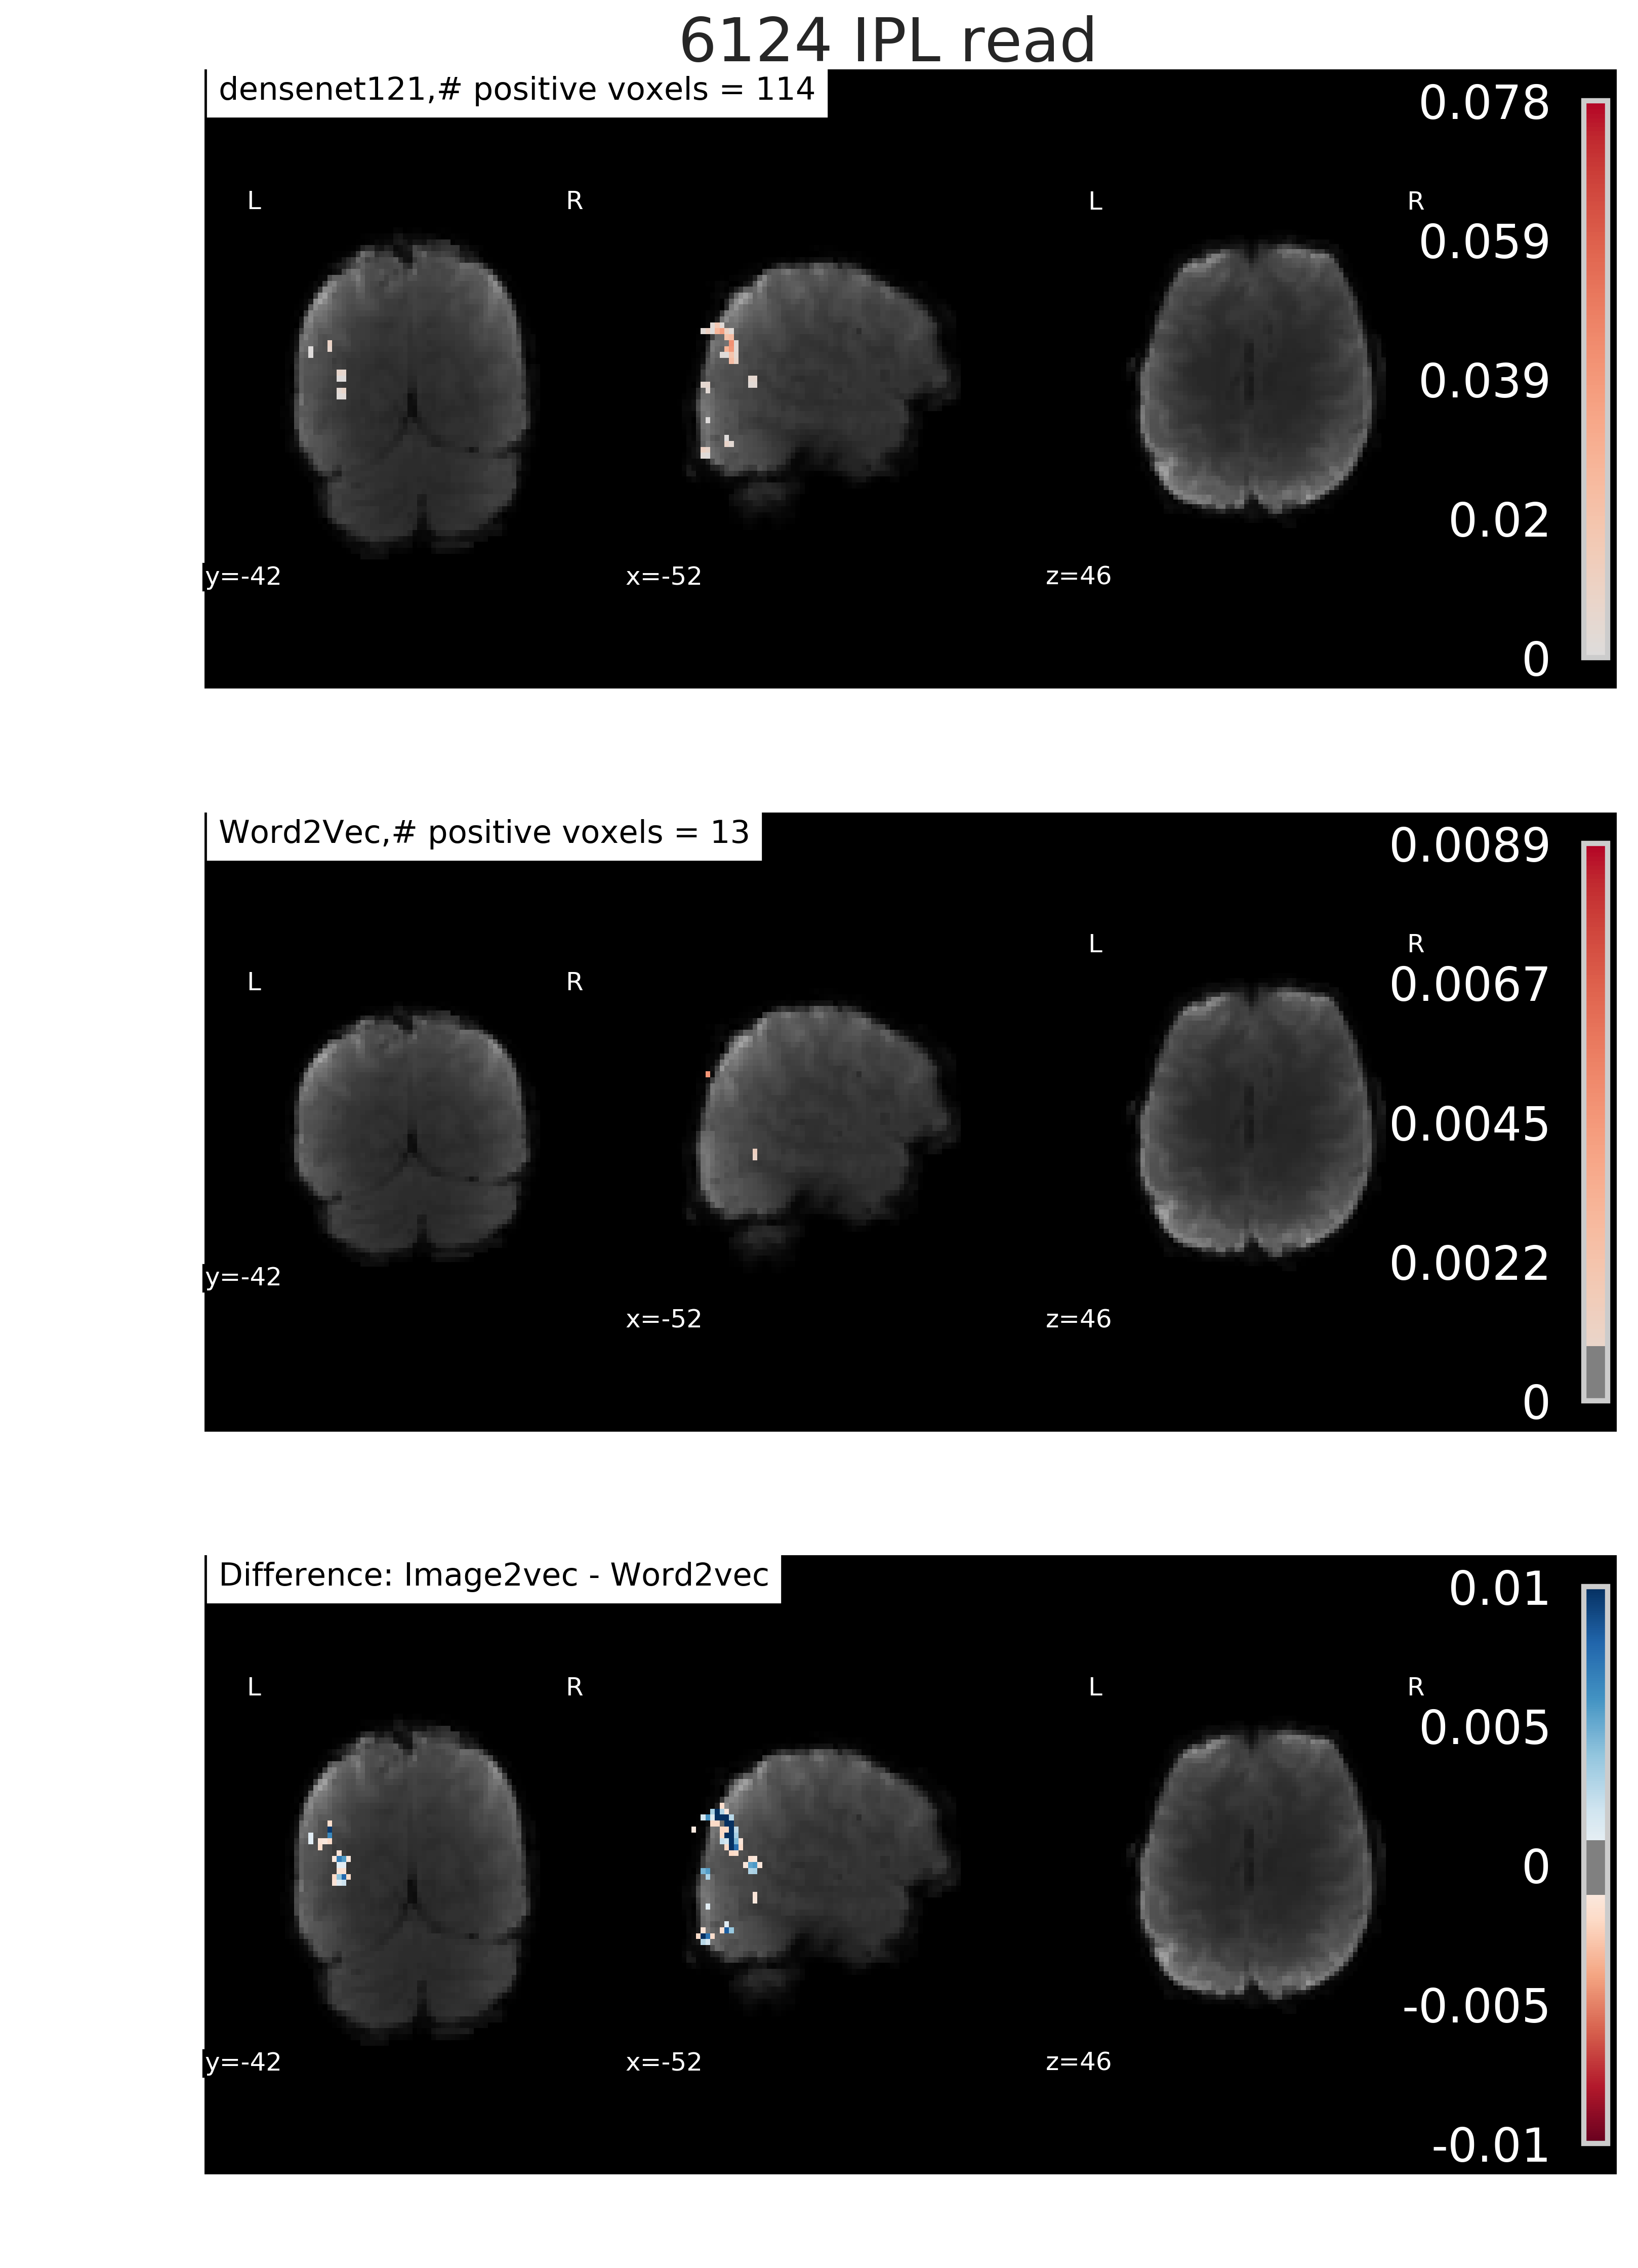 6124 IPL read
densenet121,# positive voxels = 114
0.078
L R L R
0.059
0.039
0.02
y=-42 x=-52 z=46
0
Word2Vec,# positive voxels = 13
0.0089
L R
L R
0.0067
0.0045
0.0022
y=-42
x=-52 z=46
0
Difference: Image2vec - Word2vec
0.01
L R L R
0.005
0
-0.005
y=-42 x=-52 z=46
-0.01